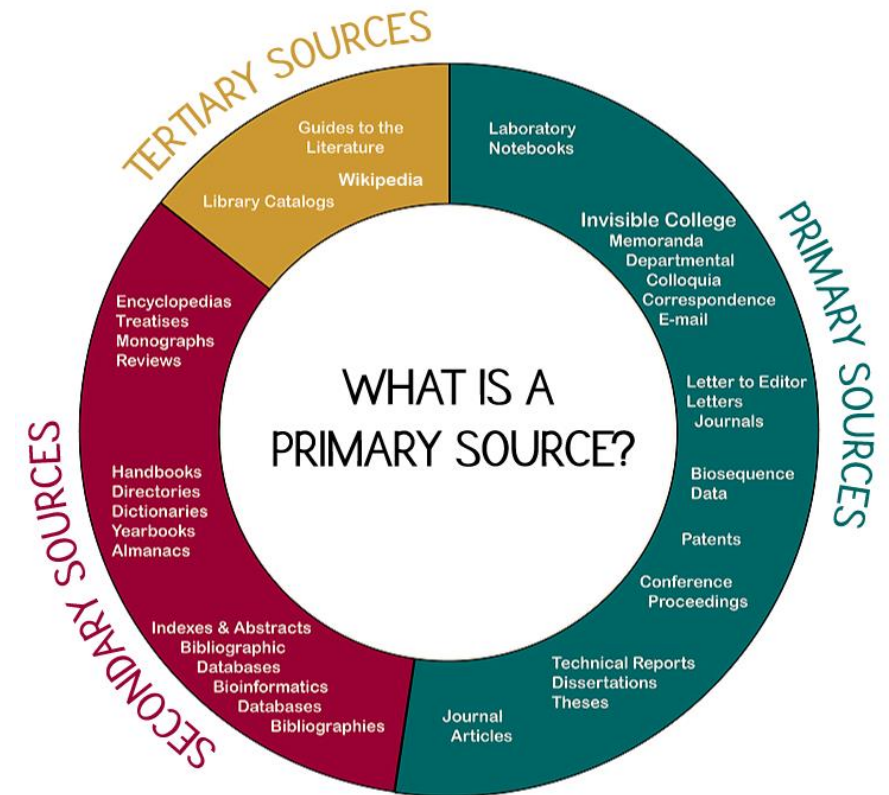 WHAT IS A
PRIMARY SOURCE?
PRIMARY SOURCES
Laboratory
Notebooks
Invisible College
Memoranda
Departmental
Colloquia
Correspondence
E-mail
Letter to Editor
Letters
Journals
Biosequence
Data
Patents
Conference
Proceedings
Technical Reports
Dissertations
Theses
Journal
Articles
SECONDARY SOURCES
Indexes & Abstracts
Bibliographic
Databases
Bioinformatics
Databases
Bibliographies
Handbooks
Directories
Dictionaries
Yearbooks
Almanacs
Encyclopedias
Treatises
Monographs
Reviews
TERTIARY SOURCES
Guides to the
Literature
Wikipedia
Library Catalogs